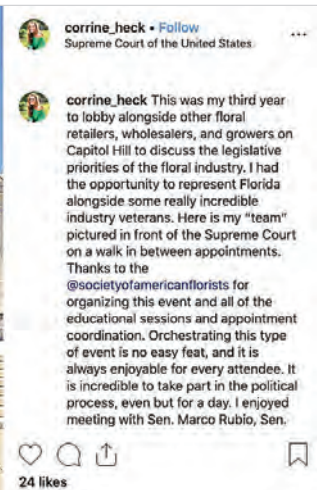 corrine_heck • Follow
Supreme Court of the United States
corrine_heck This was my third year
to lobby alongside other floral
retailers, wholesalers, and growers on
Capitol Hill to discuss the legislative
priorities of the floral industry. I had
the opportunity to represent Florida
alongside some really incredible
industry veterans. Here is my "team"
pictured in front of the Supreme Court
on a walk in between appointments.
Thanks to the
@societyofamericanflorists for
organizing this event and all of the
educational sessions and appointment
coordination. Orchestrating this type
of event is no easy feat, and it is
always enjoyable for every attendee. It
is incredible to take part in the political
process, even but for a day. I enjoyed
meeting with Sen. Marco Rubio, Sen.
24 likes